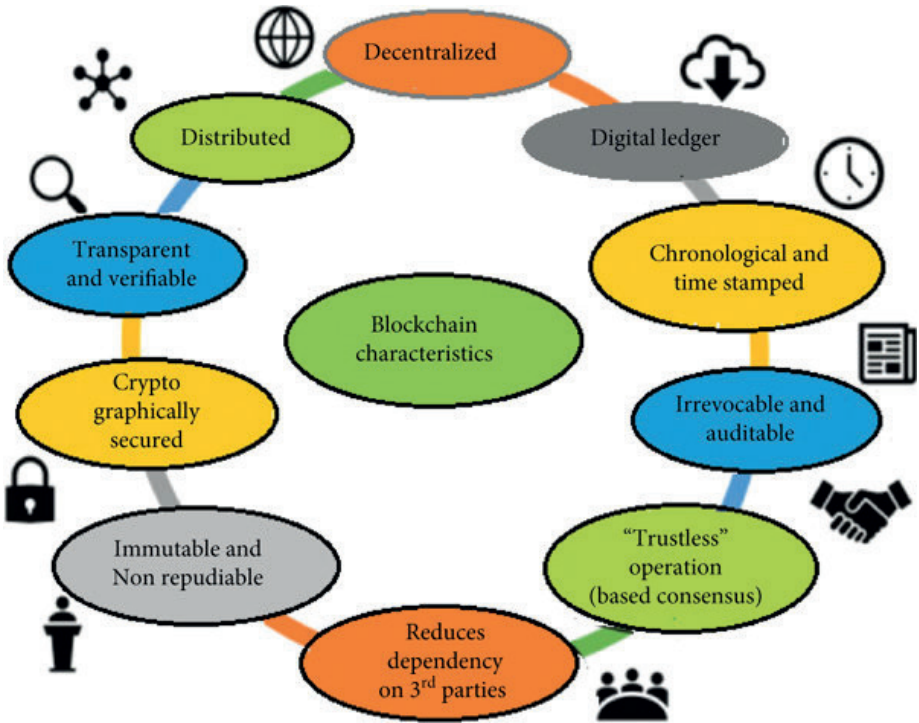 Decentralized
Digital ledger
Chronological and
time stamped
Irrevocable and
auditable
“Trustless”
operation
(based consensus)
Reduces
dependency
on 3rd parties
Immutable and
Non repudiable
Crypto
graphically
secured
Transparent
and verifiable
Distributed
Blockchain
characteristics